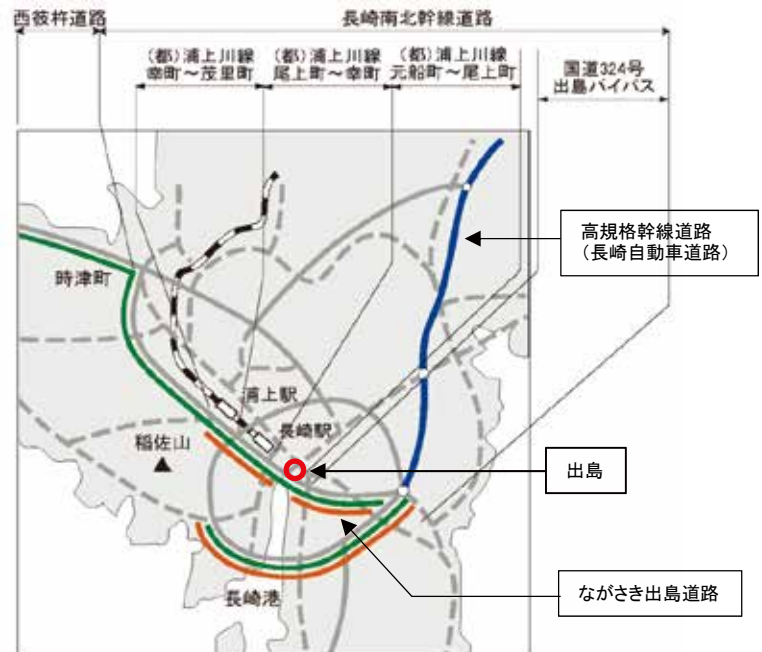 西彼杵道路
長崎南北幹線道路
(都)浦上川線
幸町～茂里町
(都)浦上川線
尾上町～幸町
(都)浦上川線
元船町～尾上町
国道324号
出島バイパス
高規格幹線道路
（長崎自動車道路）
時津町
浦上駅
長崎駅
稲佐山
出島
ながさき出島道路
長崎港